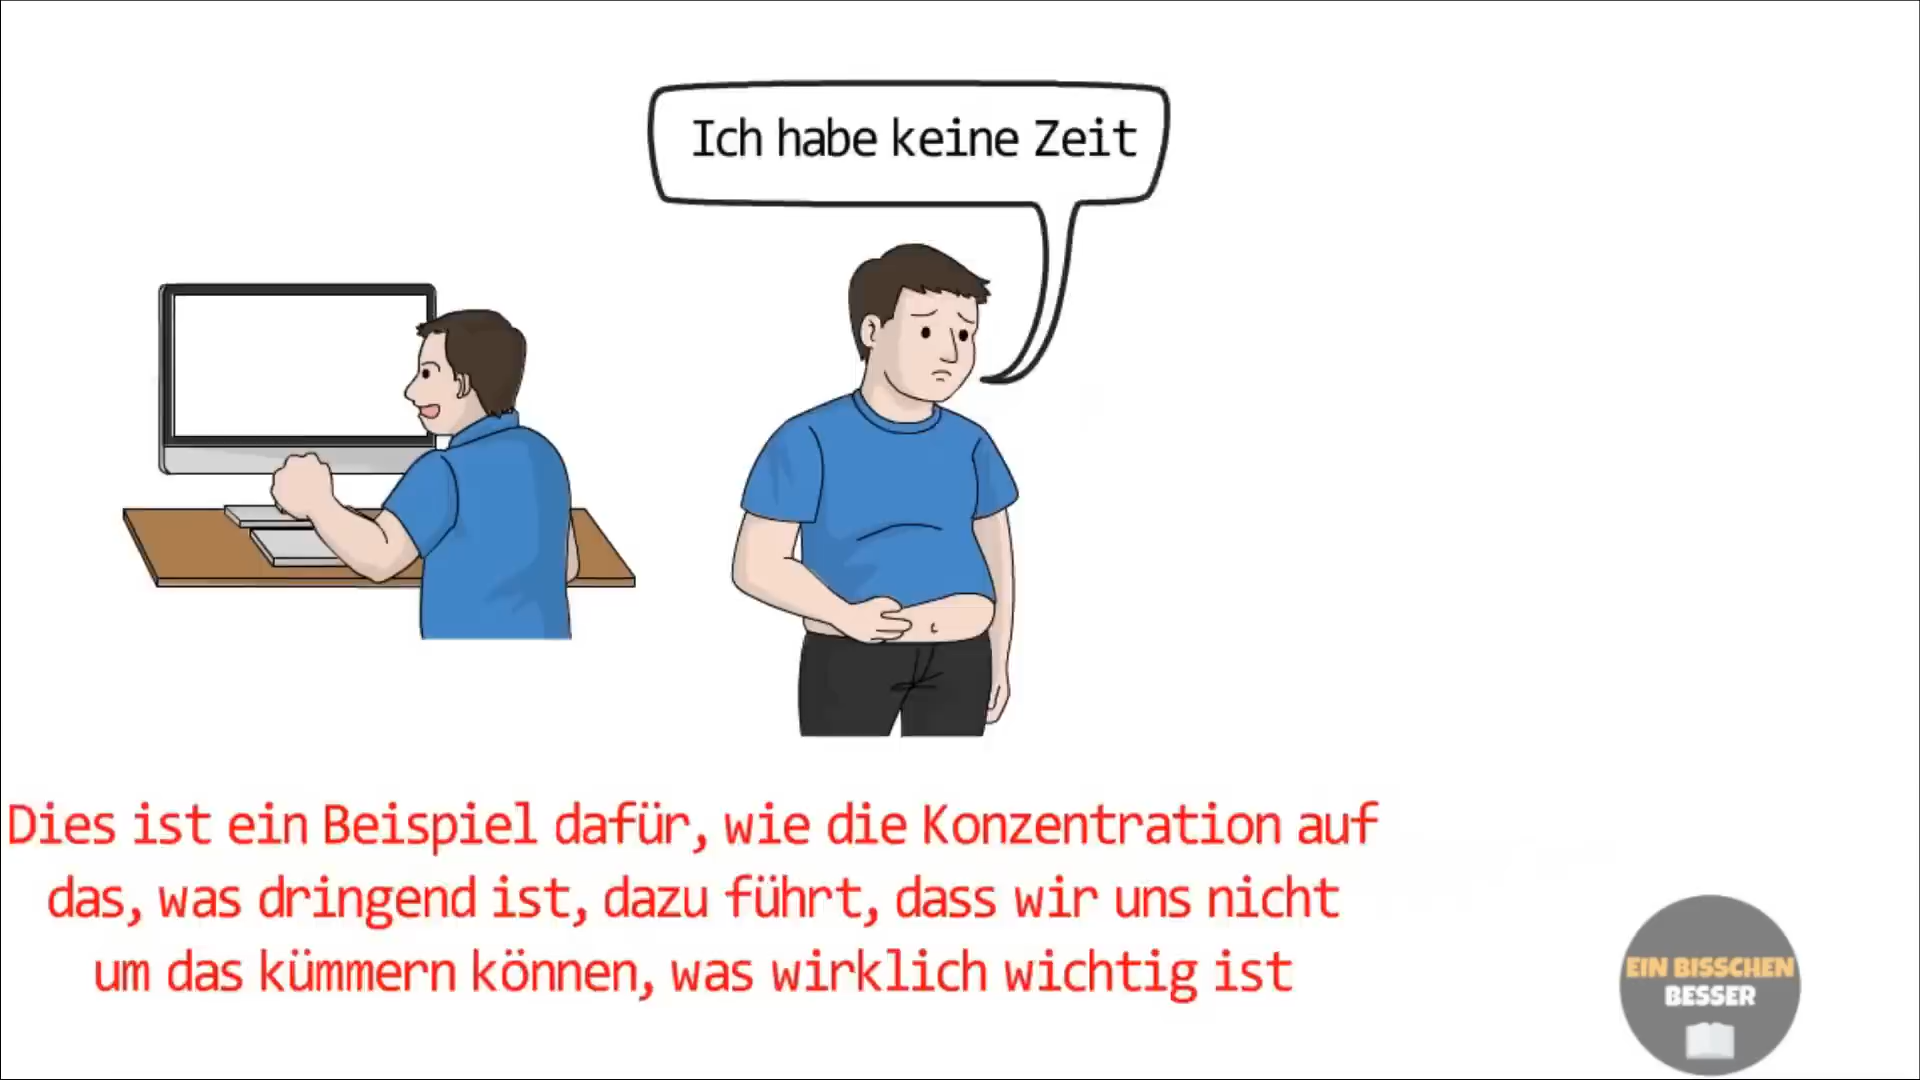 Ich habe keine Zeit
Dies ist ein Beispiel dafür, wie die Konzentration auf
das, was dringend ist, dazu führt, dass wir uns nicht
um das kümmern können, was wirklich wichtig ist
EIN BISSCHEN
BESSER